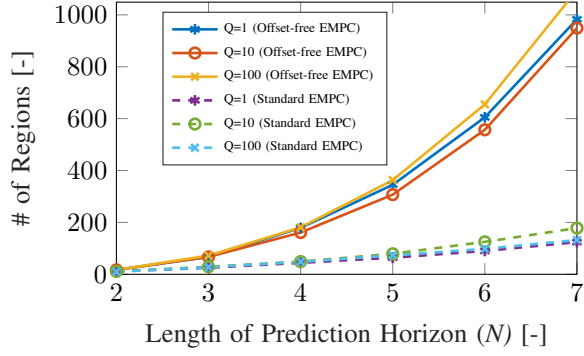 1000
800
600
400
200
0
# of Regions [-]
Q=1 (Offset-free EMPC)
Q=10 (Offset-free EMPC)
Q=100 (Offset-free EMPC)
Q=1 (Standard EMPC)
Q=10 (Standard EMPC)
Q=100 (Standard EMPC)
2 3 4 5 6 7
Length of Prediction Horizon (N) [-]